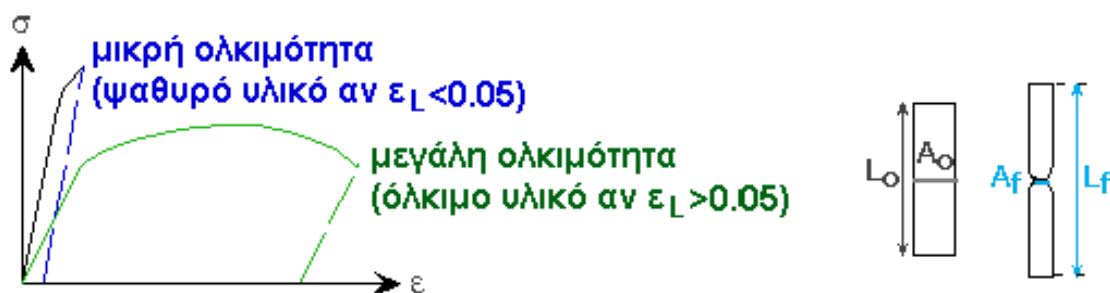 σ
μικρή ολκιμότητα
(ψαθυρό υλικό αν εL<0.05)
μεγάλη ολκιμότητα
(όλκιμο υλικό αν εL>0.05)
ε
Lo
Ao
Af
Lf